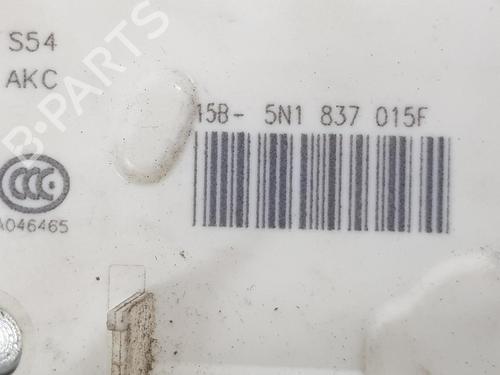 S54
AKC
15B- 5N1 837 015F
CCC
A046465
B-PARTS